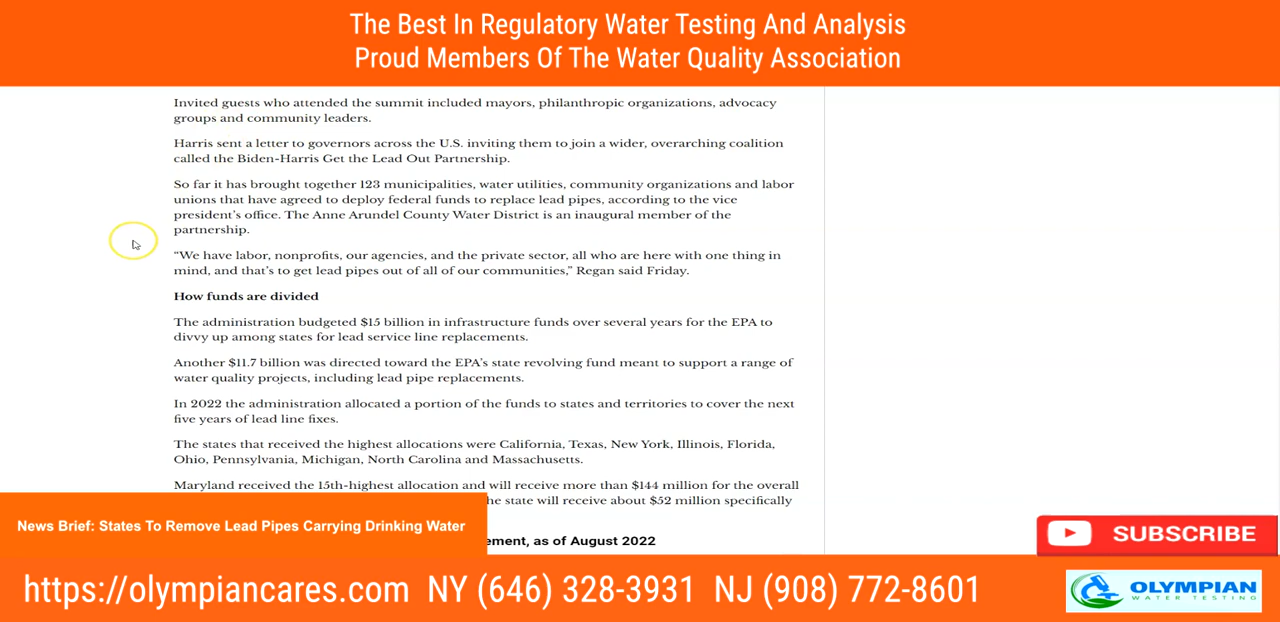 The Best In Regulatory Water Testing And Analysis
Proud Members Of The Water Quality Association
Invited guests who attended the summit included mayors, philanthropic organizations, advocacy
groups and community leaders.
Harris sent a letter to governors across the U.S. inviting them to join a wider, overarching coalition
called the Biden-Harris Get the Lead Out Partnership.
So far it has brought together 123 municipalities, water utilities, community organizations and labor
unions that have agreed to deploy federal funds to replace lead pipes, according to the vice
president's office. The Anne Arundel County Water District is an inaugural member of the
partnership.
“We have labor, nonprofits, our agencies, and the private sector, all who are here with one thing in
mind, and that's to get lead pipes out of all of our communities,” Regan said Friday.
How funds are divided
The administration budgeted $15 billion in infrastructure funds over several years for the EPA to
divvy up among states for lead service line replacements.
Another $11.7 billion was directed toward the EPA's state revolving fund meant to support a range of
water quality projects, including lead pipe replacements.
In 2022 the administration allocated a portion of the funds to states and territories to cover the next
five years of lead line fixes.
The states that received the highest allocations were California, Texas, New York, Illinois, Florida,
Ohio, Pennsylvania, Michigan, North Carolina and Massachusetts.
Maryland received the 15th-highest allocation and will receive more than $144 million for the overall
he state will receive about $52 million specifically
News Brief: States To Remove Lead Pipes Carrying Drinking Water
ement, as of August 2022
SUBSCRIBE
https://olympiancares.com NY (646) 328-3931 NJ (908) 772-8601
OLYMPIAN
WATER TESTING